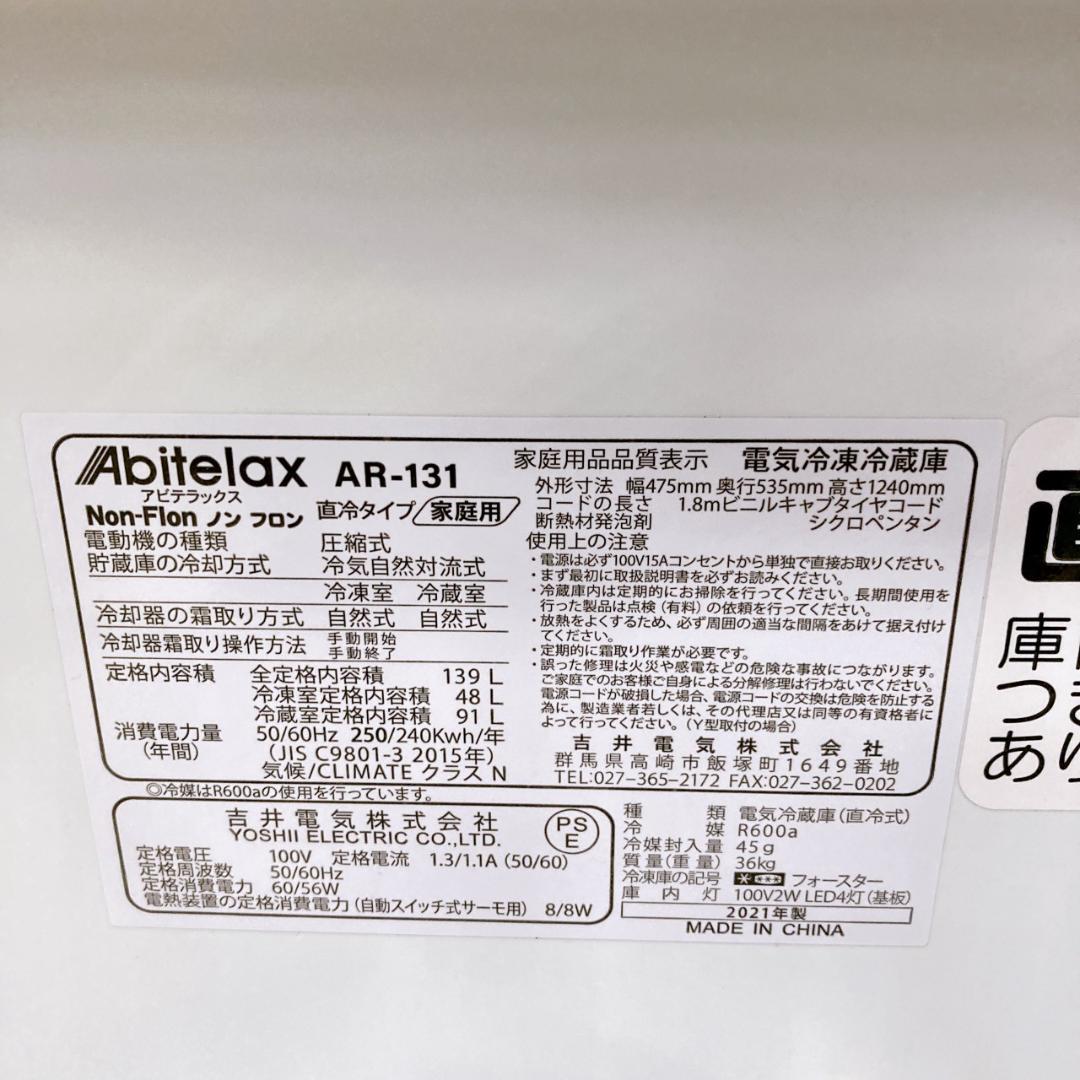 Abitelax AR-131
アビテラックス
Non-Flon ノン フロン 直冷タイプ 家庭用
電動機の種類 圧縮式
貯蔵庫の冷却方式 冷気自然対流式
冷凍室 冷蔵室
冷却器の霜取り方式 自然式 自然式
冷却器霜取り操作方法 手動開始
手動終了
定格内容積 全定格内容積 139 L
冷凍室定格内容積 48 L
冷蔵室定格内容積 91 L
消費電力量 50/60Hz 250/240Kwh/年
(年間) (JIS C9801-3 2015年)
気候/CLIMATE クラス N
家庭用品品質表示 電気冷凍冷蔵庫
外形寸法 幅475mm 奥行535mm 高さ1240mm
コードの長さ 1.8mビニルキャブタイヤコード
断熱材発泡剤 シクロペンタン
使用上の注意
・電源は必ず100V15Aコンセントから単独で直接お取りください。
・まず最初に取扱説明書を必ずお読みください。
・冷蔵庫内は定期的にお掃除を行ってください。長期間使用を
行った製品は点検(有料)の依頼を行ってください。
・放熱をよくするため、必ず周囲の適当な間隔をあけて据え付け
てください。
・定期的に霜取り作業が必要です。
・誤った修理は火災や感電などの危険な事故につながります。
ご家庭でのお客様ご自身による分解修理は行わないでください。
電源コードが破損した場合、電源コードの交換は危険を防止する
為に、製造業者若しくは、その代理店又は同等の有資格者に
よって行ってください。(Y型取付の場合)
吉井電気株式会社
群馬県高崎市飯塚町1649番地
TEL:027-365-2172 FAX:027-362-0202
◎冷媒はR600aの使用を行っています。
吉井電気株式会社
YOSHII ELECTRIC CO.,LTD.
PS
E
定格電圧 100V 定格電流 1.3/1.1A (50/60)
定格周波数 50/60Hz
定格消費電力 60/56W
電熱装置の定格消費電力(自動スイッチ式サーモ用) 8/8W
種類 電気冷蔵庫(直冷式)
冷媒 R600a
冷媒封入量 45g
質量(重量) 36kg
冷凍庫の記号 フォースター
庫内灯 100V2W LED4灯(基板)
2021年製
MADE IN CHINA
庫
つ
あり